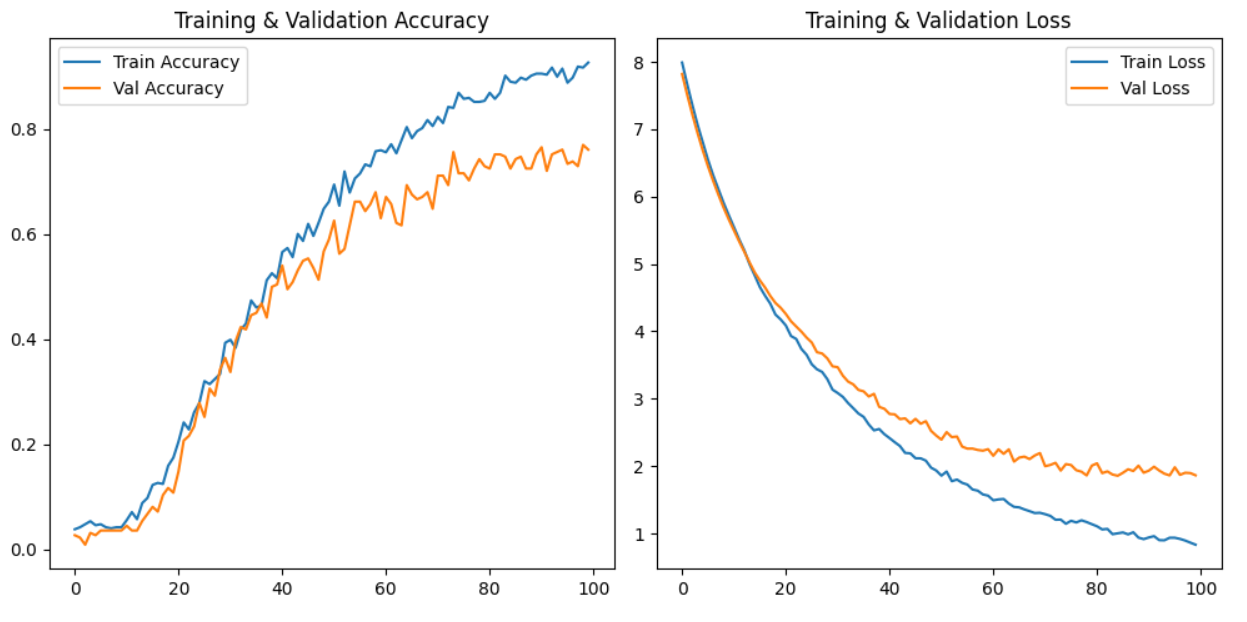 Training & Validation Accuracy
Train Accuracy
Val Accuracy
0.8
0.6
0.4
0.2
0.0
0 20 40 60 80 100
Training & Validation Loss
Train Loss
Val Loss
8
7
6
5
4
3
2
1
0 20 40 60 80 100